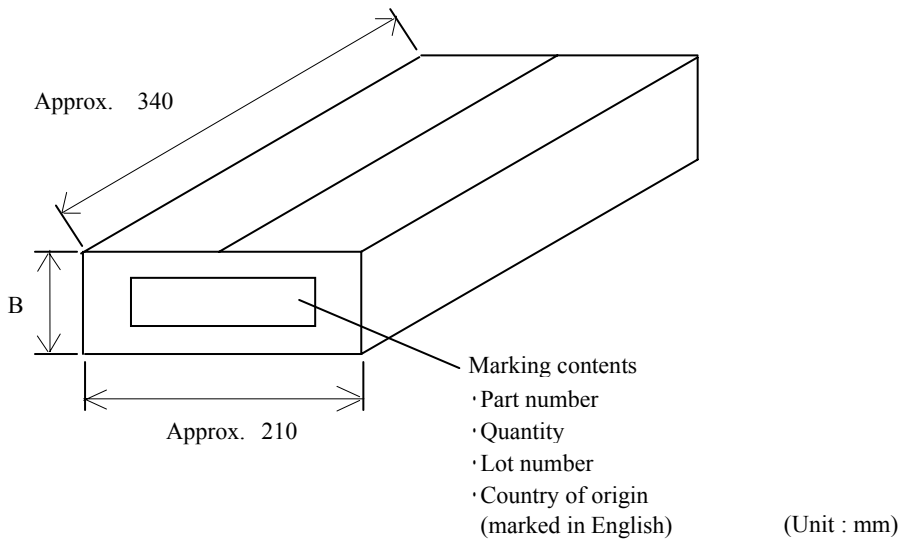 Approx. 340
B
Approx. 210
Marking contents
・Part number
・Quantity
・Lot number
・Country of origin
(marked in English)
(Unit : mm)